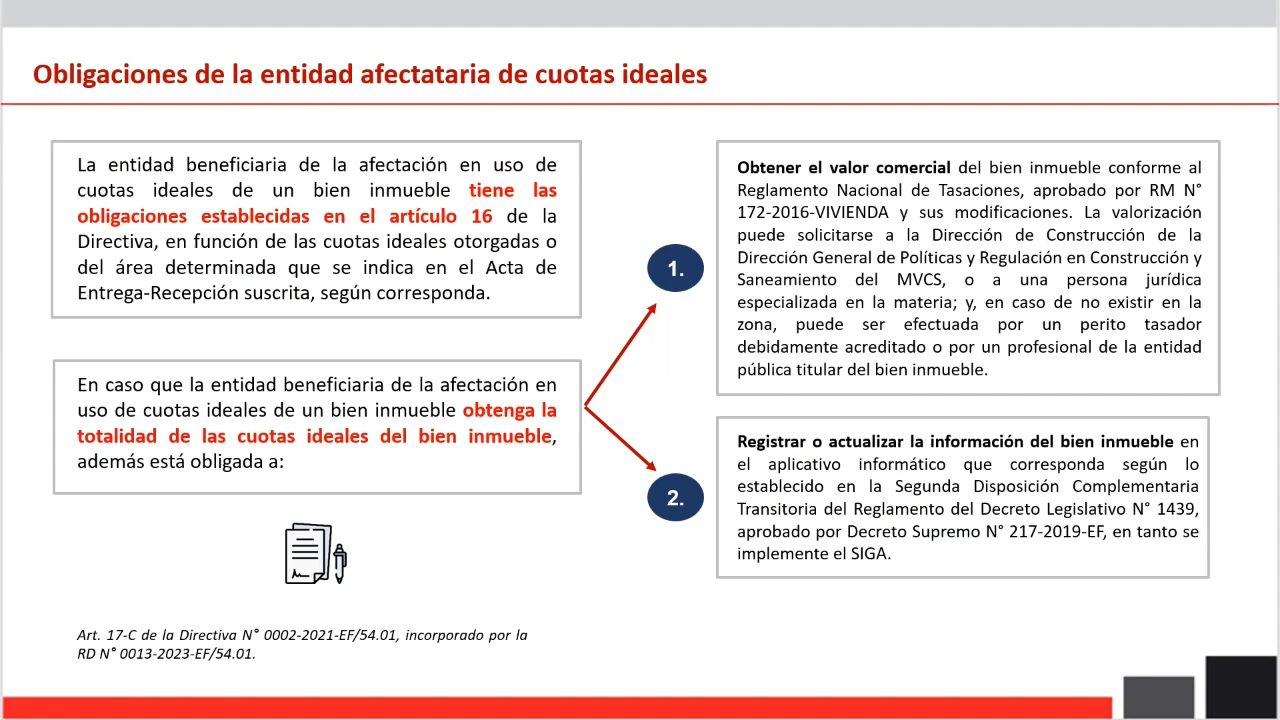 Obligaciones de la entidad afectataria de cuotas ideales
La entidad beneficiaria de la afectación en uso de
cuotas ideales de un bien inmueble tiene las
obligaciones establecidas en el artículo 16 de la
Directiva, en función de las cuotas ideales otorgadas o
del área determinada que se indica en el Acta de
Entrega-Recepción suscrita, según corresponda.
En caso que la entidad beneficiaria de la afectación en
uso de cuotas ideales de un bien inmueble obtenga la
totalidad de las cuotas ideales del bien inmueble,
además está obligada a:
1.
Obtener el valor comercial del bien inmueble conforme al
Reglamento Nacional de Tasaciones, aprobado por RM N°
172-2016-VIVIENDA y sus modificaciones. La valorización
puede solicitarse a la Dirección de Construcción de la
Dirección General de Políticas y Regulación en Construcción y
Saneamiento del MVCS, o a una persona jurídica
especializada en la materia; y, en caso de no existir en la
zona, puede ser efectuada por un perito tasador
debidamente acreditado o por un profesional de la entidad
pública titular del bien inmueble.
2.
Registrar o actualizar la información del bien inmueble en
el aplicativo informático que corresponda según lo
establecido en la Segunda Disposición Complementaria
Transitoria del Reglamento del Decreto Legislativo N° 1439,
aprobado por Decreto Supremo N° 217-2019-EF, en tanto se
implemente el SIGA.
Art. 17-C de la Directiva N° 0002-2021-EF/54.01, incorporado por la
RD N° 0013-2023-EF/54.01.